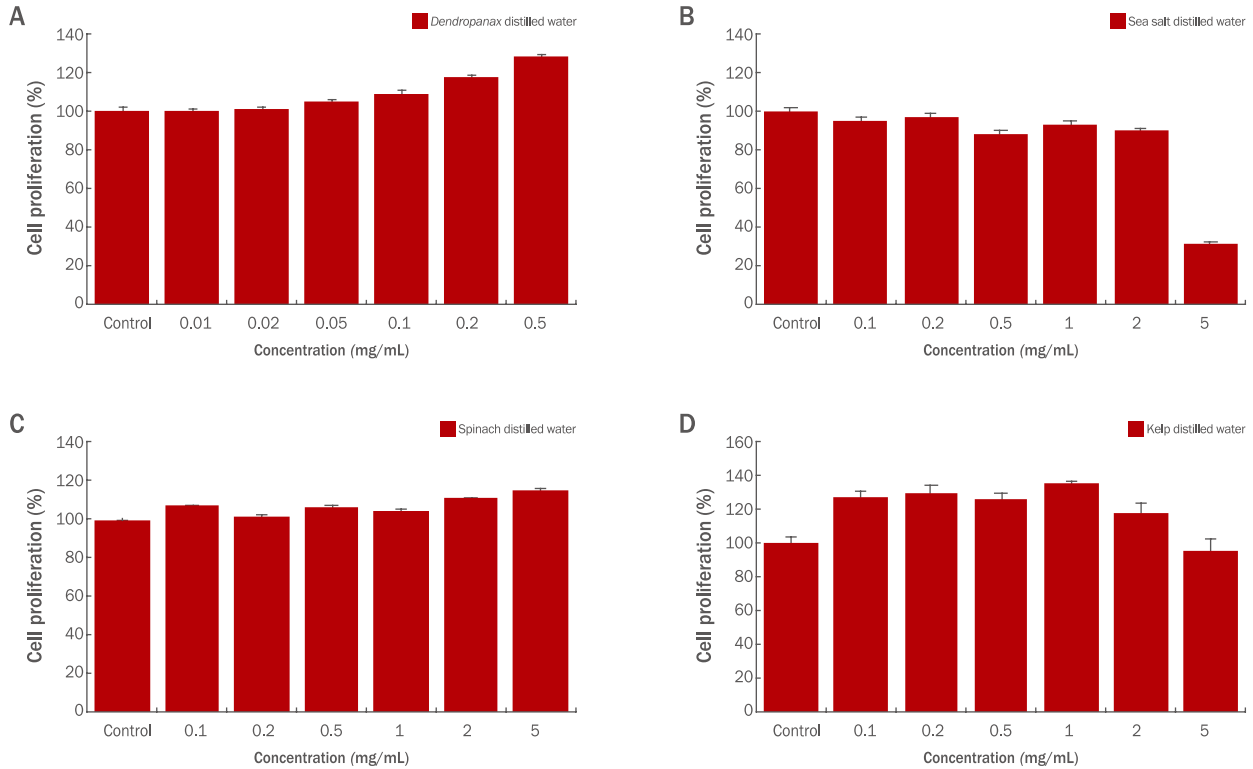 A
Dendropanax distilled water
Cell proliferation (%)
140
120
100
80
60
40
20
0
Control 0.01 0.02 0.05 0.1 0.2 0.5
Concentration (mg/mL)
B
Sea salt distilled water
Cell proliferation (%)
140
120
100
80
60
40
20
0
Control 0.1 0.2 0.5 1 2 5
Concentration (mg/mL)
C
Spinach distilled water
Cell proliferation (%)
140
120
100
80
60
40
20
0
Control 0.1 0.2 0.5 1 2 5
Concentration (mg/mL)
D
Kelp distilled water
Cell proliferation (%)
160
140
120
100
80
60
40
20
0
Control 0.1 0.2 0.5 1 2 5
Concentration (mg/mL)